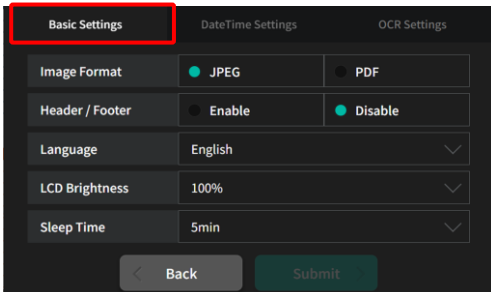 Basic Settings DateTime Settings OCR Settings
Image Format JPEG PDF
Header / Footer Enable Disable
Language English
LCD Brightness 100%
Sleep Time 5min
Back Submit